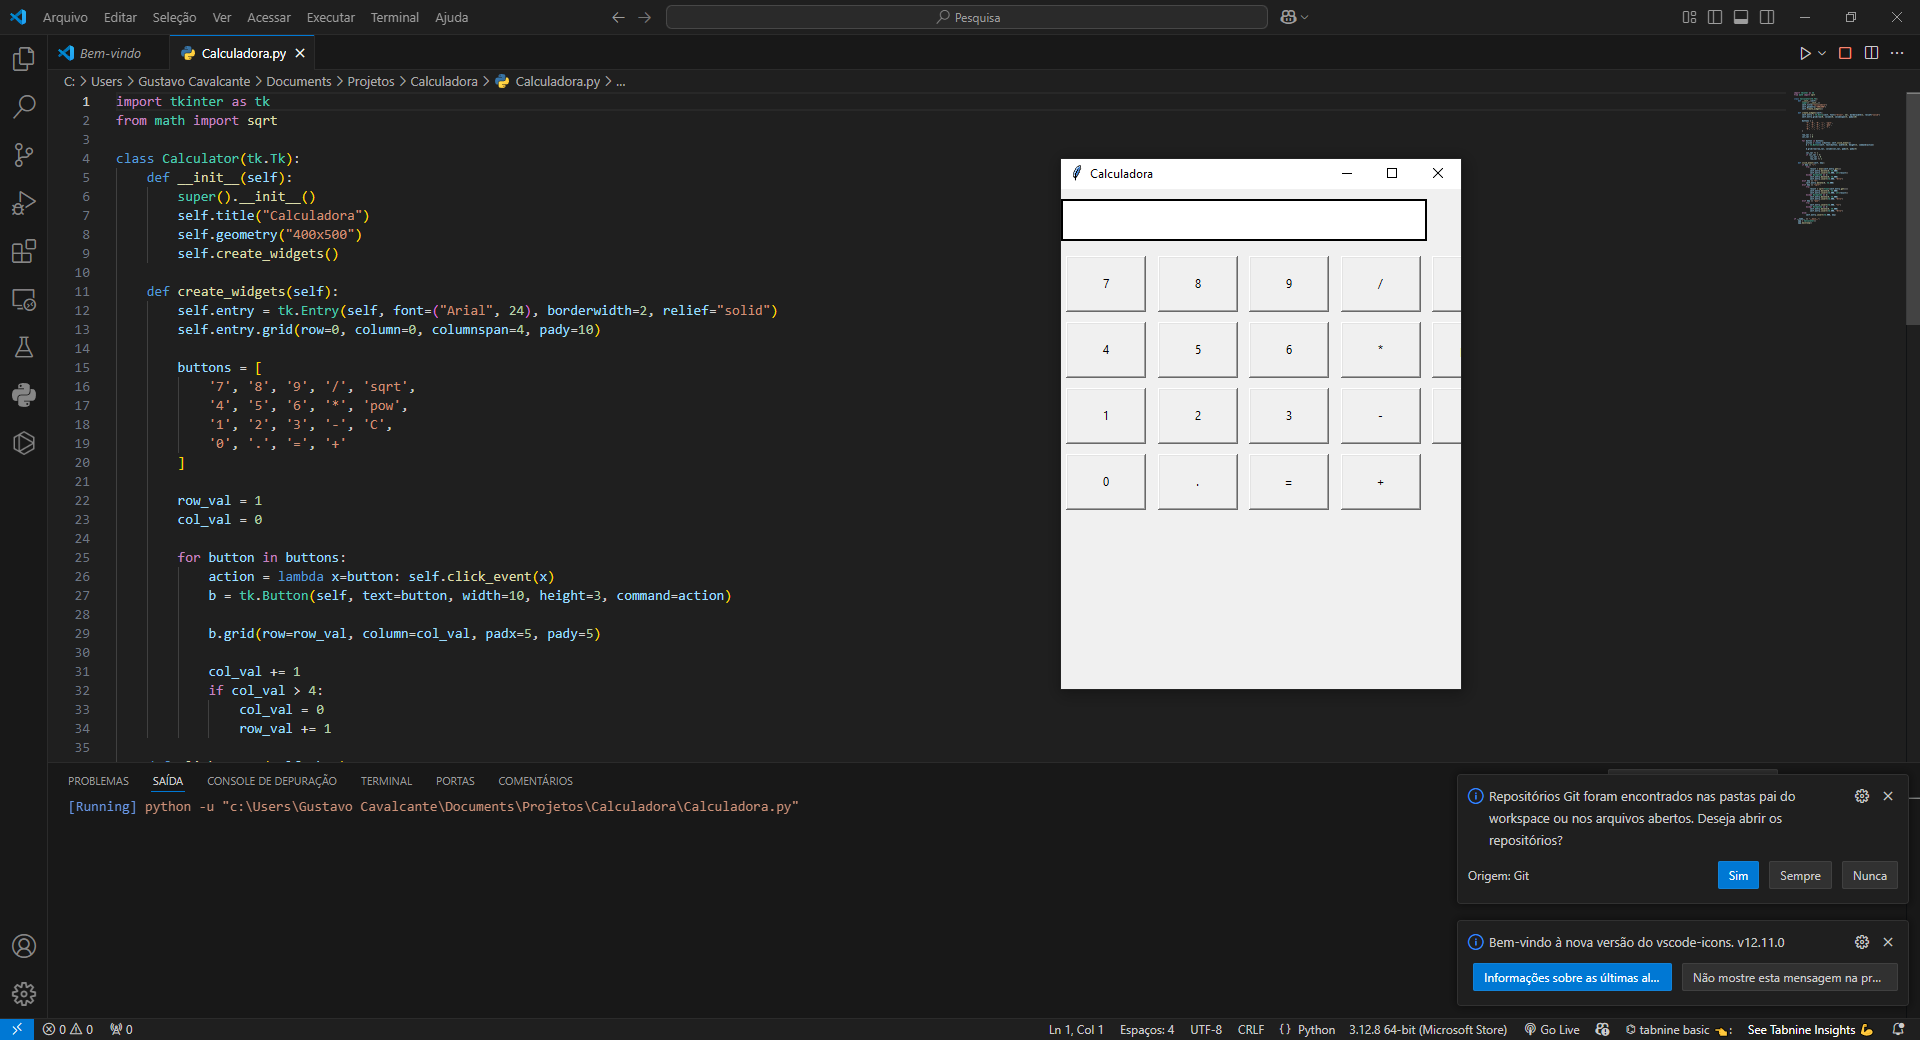 Arquivo Editar Seleção Ver Acessar Executar Terminal Ajuda
Pesquisa
Bem-vindo
Calculadora.py
C: > Users > Gustavo Cavalcante > Documents > Projetos > Calculadora > Calculadora.py > ...
1 import tkinter as tk
2 from math import sqrt
3
4 class Calculator(tk.Tk):
5 def __init__(self):
6 super().__init__()
7 self.title("Calculadora")
8 self.geometry("400x500")
9 self.create_widgets()
10
11 def create_widgets(self):
12 self.entry = tk.Entry(self, font=("Arial", 24), borderwidth=2, relief="solid")
13 self.entry.grid(row=0, column=0, columnspan=4, pady=10)
14
15 buttons = [
16 '7', '8', '9', '/', 'sqrt',
17 '4', '5', '6', '*', 'pow',
18 '1', '2', '3', '-', 'C',
19 '0', '.', '=', '+'
20 ]
21
22 row_val = 1
23 col_val = 0
24
25 for button in buttons:
26 action = lambda x=button: self.click_event(x)
27 b = tk.Button(self, text=button, width=10, height=3, command=action)
28
29 b.grid(row=row_val, column=col_val, padx=5, pady=5)
30
31 col_val += 1
32 if col_val > 4:
33 col_val = 0
34 row_val += 1
35
Calculadora
7 8 9 /
4 5 6 *
1 2 3 -
0 . = +
PROBLEMAS SAÍDA CONSOLE DE DEPURAÇÃO TERMINAL PORTAS COMENTÁRIOS
[Running] python -u "c:\Users\Gustavo Cavalcante\Documents\Projetos\Calculadora\Calculadora.py"
Repositórios Git foram encontrados nas pastas pai do
workspace ou nos arquivos abertos. Deseja abrir os
repositórios?
Origem: Git
Sim Sempre Nunca
Bem-vindo à nova versão do vscode-icons. v12.11.0
Informações sobre as últimas al... Não mostre esta mensagem na pr...
0 0 0
Ln 1, Col 1 Espaços: 4 UTF-8 CRLF {} Python 3.12.8 64-bit (Microsoft Store) Go Live tabnine basic 👈: See Tabnine Insights 💪